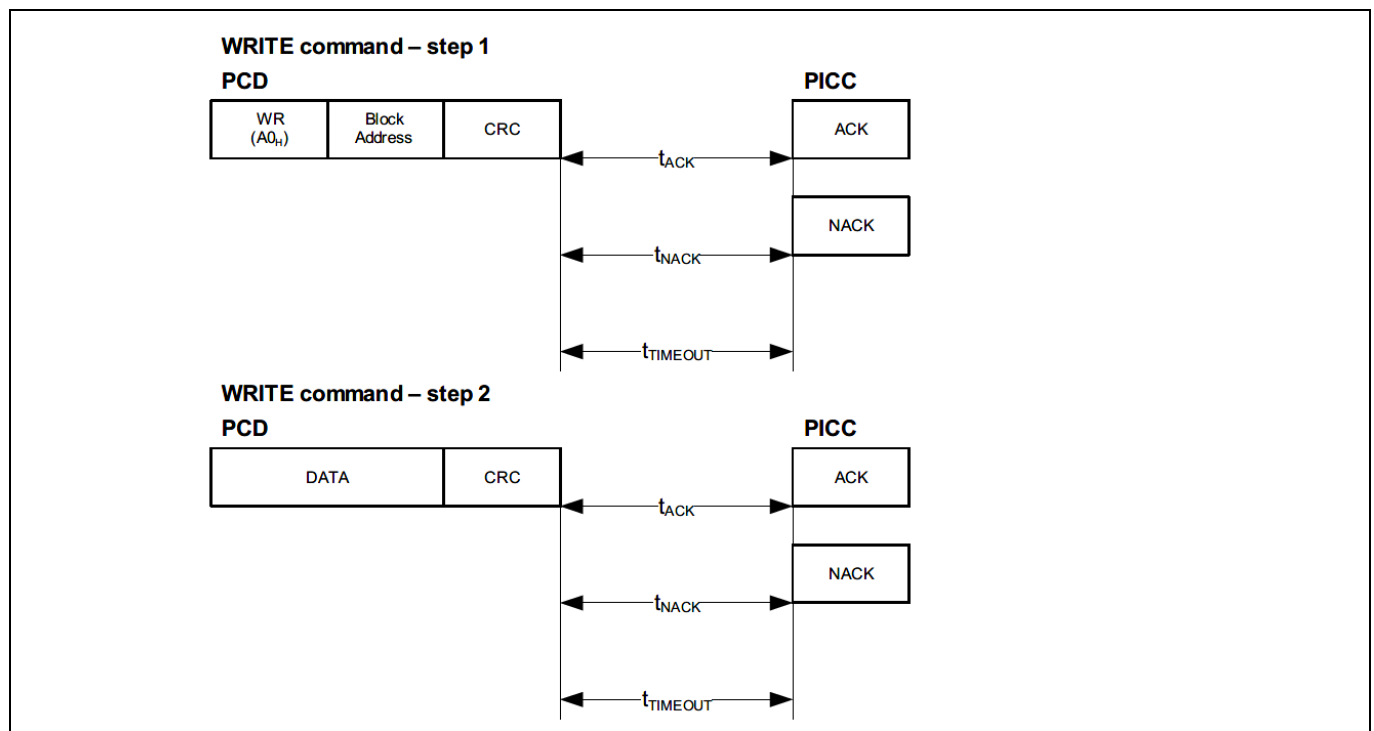 WRITE command – step 1
PCD PICC
WR (A0H) Block Address CRC ACK
tACK
NACK
tNACK
tTIMEOUT
WRITE command – step 2
PCD PICC
DATA CRC ACK
tACK
NACK
tNACK
tTIMEOUT